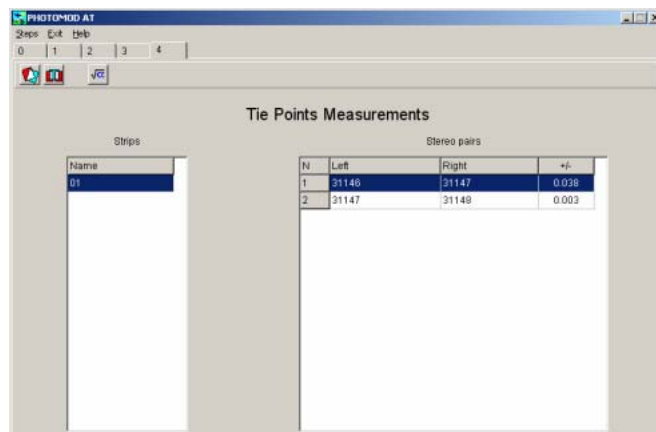 PHOTOMOD AT
Steps Exit Help
0 1 2 3 4
√α
Tie Points Measurements
Strips
Stereo pairs
Name
01
N Left Right +/-
1 31146 31147 0.038
2 31147 31148 0.003